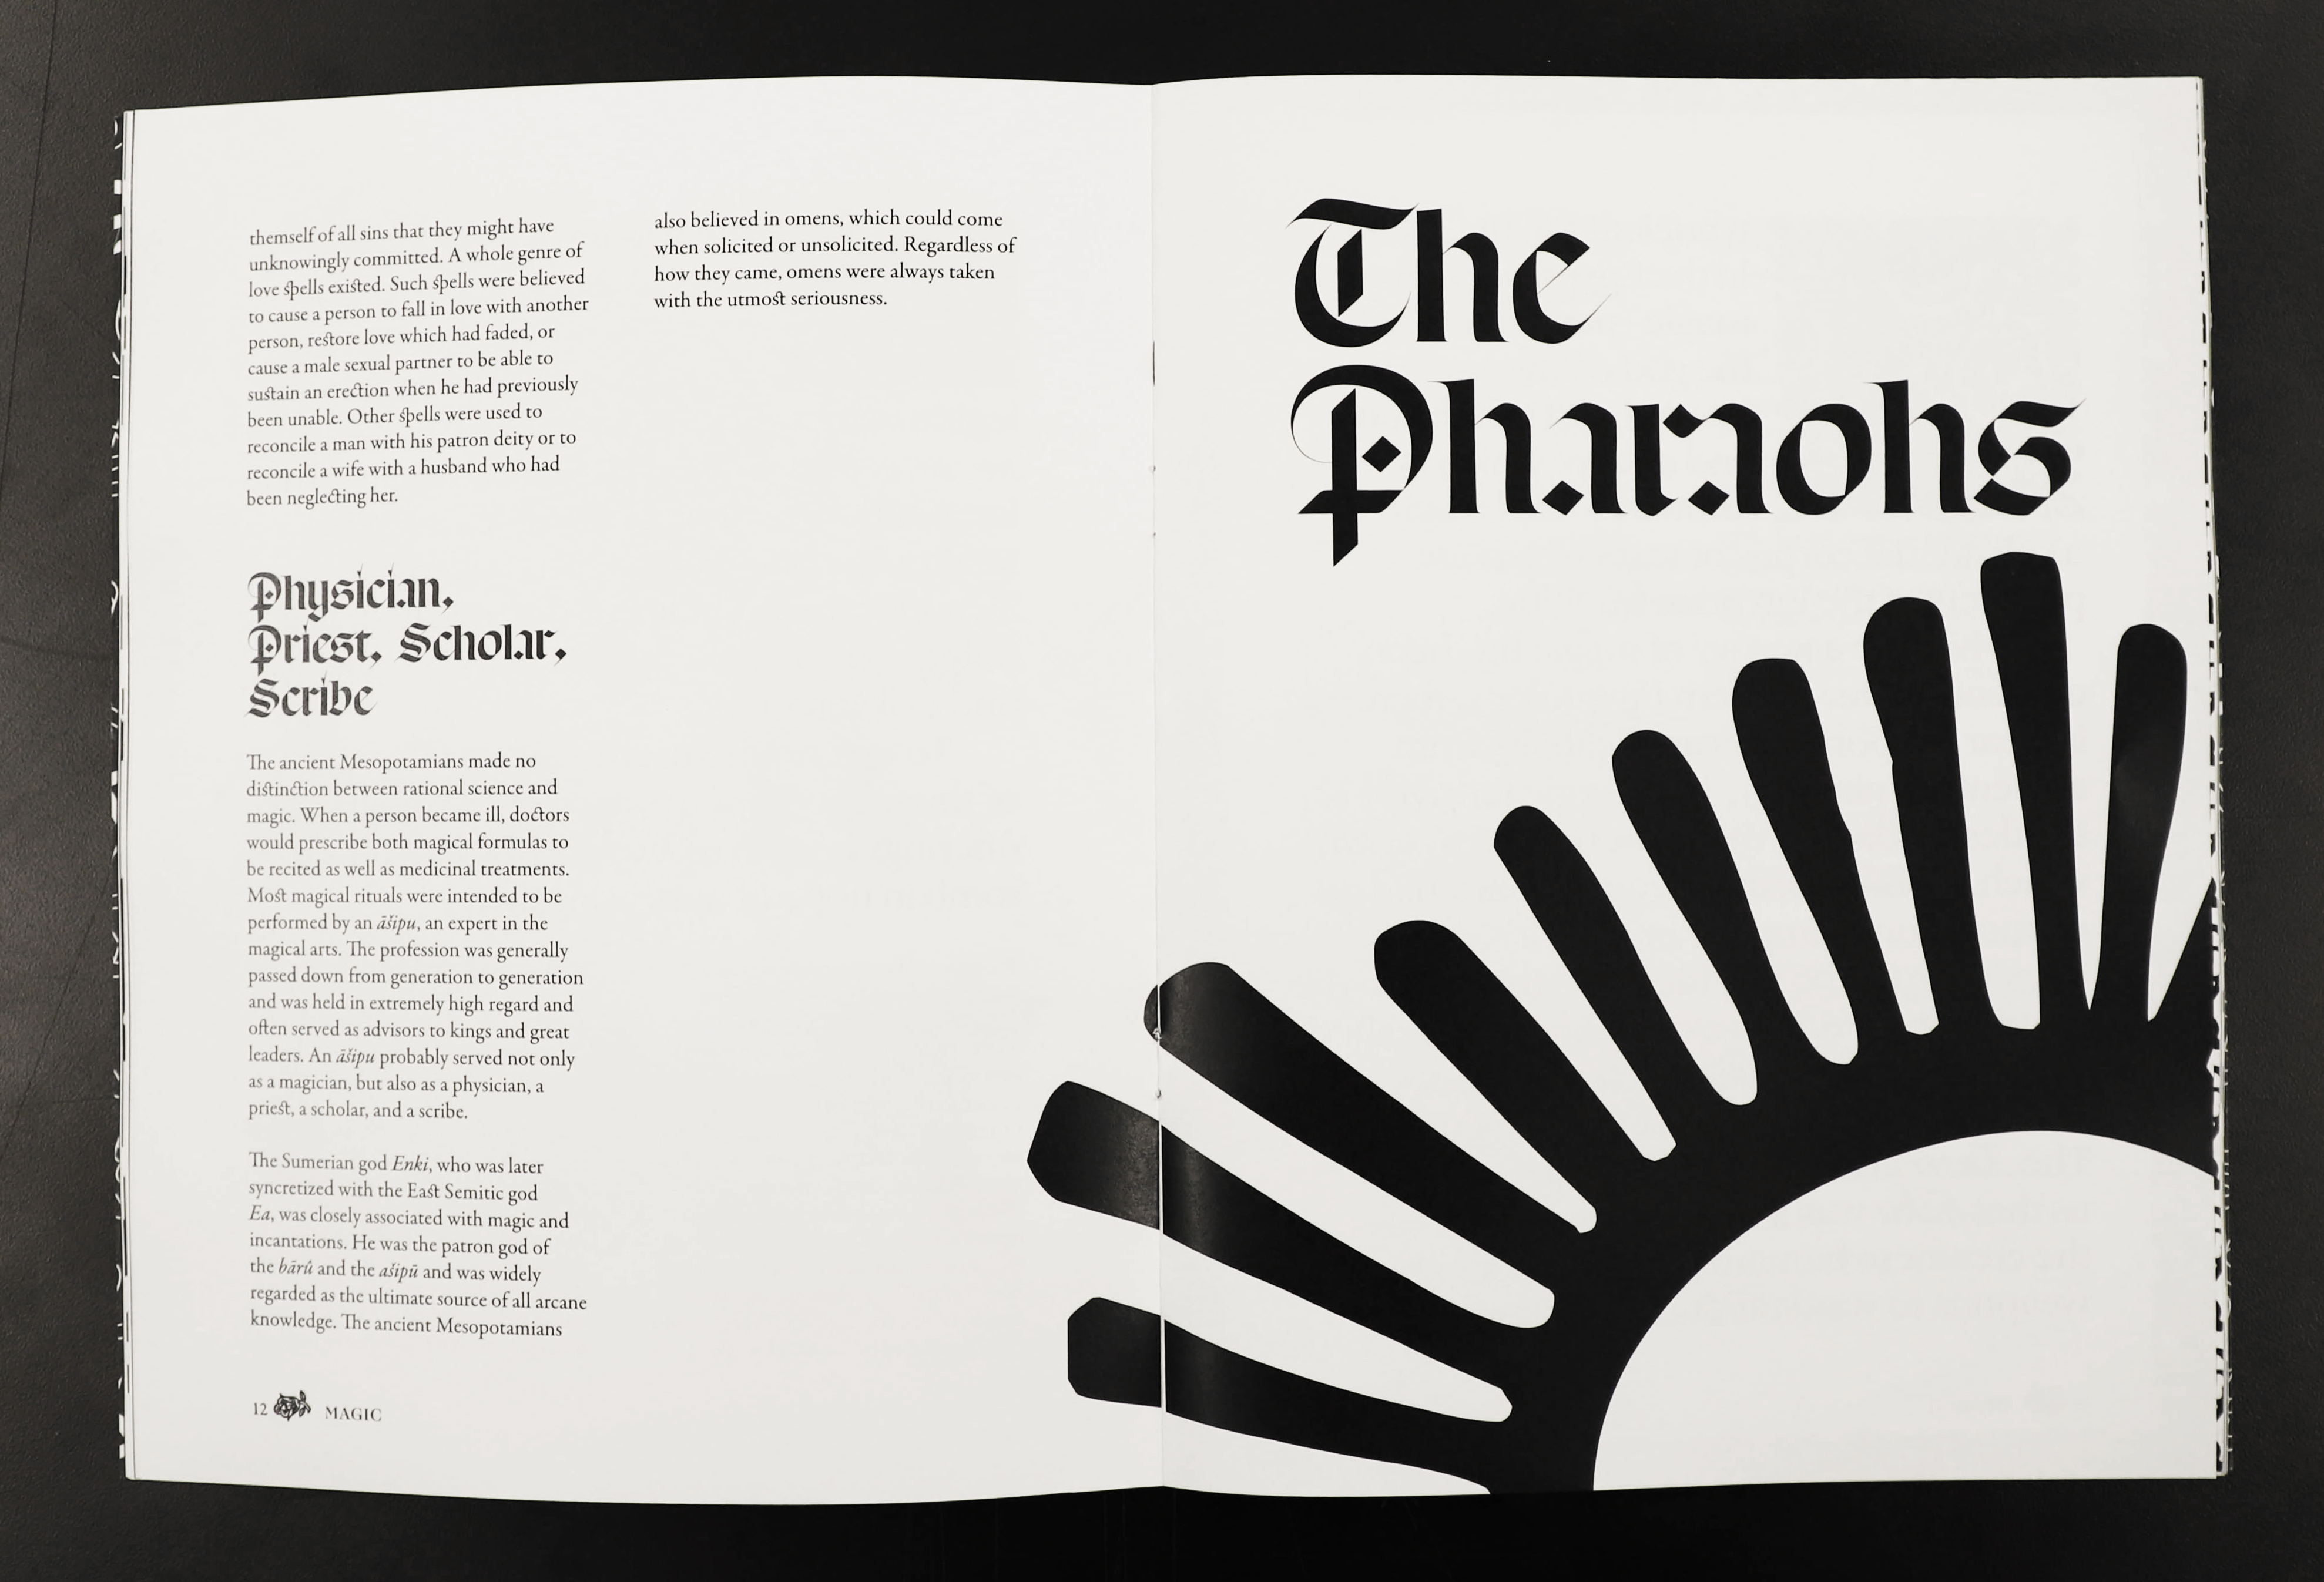 themself of all sins that they might have
unknowingly committed. A whole genre of
love spells existed. Such spells were believed
to cause a person to fall in love with another
person, restore love which had faded, or
cause a male sexual partner to be able to
sustain an erection when he had previously
been unable. Other spells were used to
reconcile a man with his patron deity or to
reconcile a wife with a husband who had
been neglecting her.
Physician,
Priest, Scholar,
Scribe
The ancient Mesopotamians made no
distinction between rational science and
magic. When a person became ill, doctors
would prescribe both magical formulas to
be recited as well as medicinal treatments.
Most magical rituals were intended to be
performed by an āšipu, an expert in the
magical arts. The profession was generally
passed down from generation to generation
and was held in extremely high regard and
often served as advisors to kings and great
leaders. An āšipu probably served not only
as a magician, but also as a physician, a
priest, a scholar, and a scribe.
The Sumerian god Enki, who was later
syncretized with the East Semitic god
Ea, was closely associated with magic and
incantations. He was the patron god of
the bārû and the ašipū and was widely
regarded as the ultimate source of all arcane
knowledge. The ancient Mesopotamians
also believed in omens, which could come
when solicited or unsolicited. Regardless of
how they came, omens were always taken
with the utmost seriousness.
12 MAGIC
The
Pharaohs